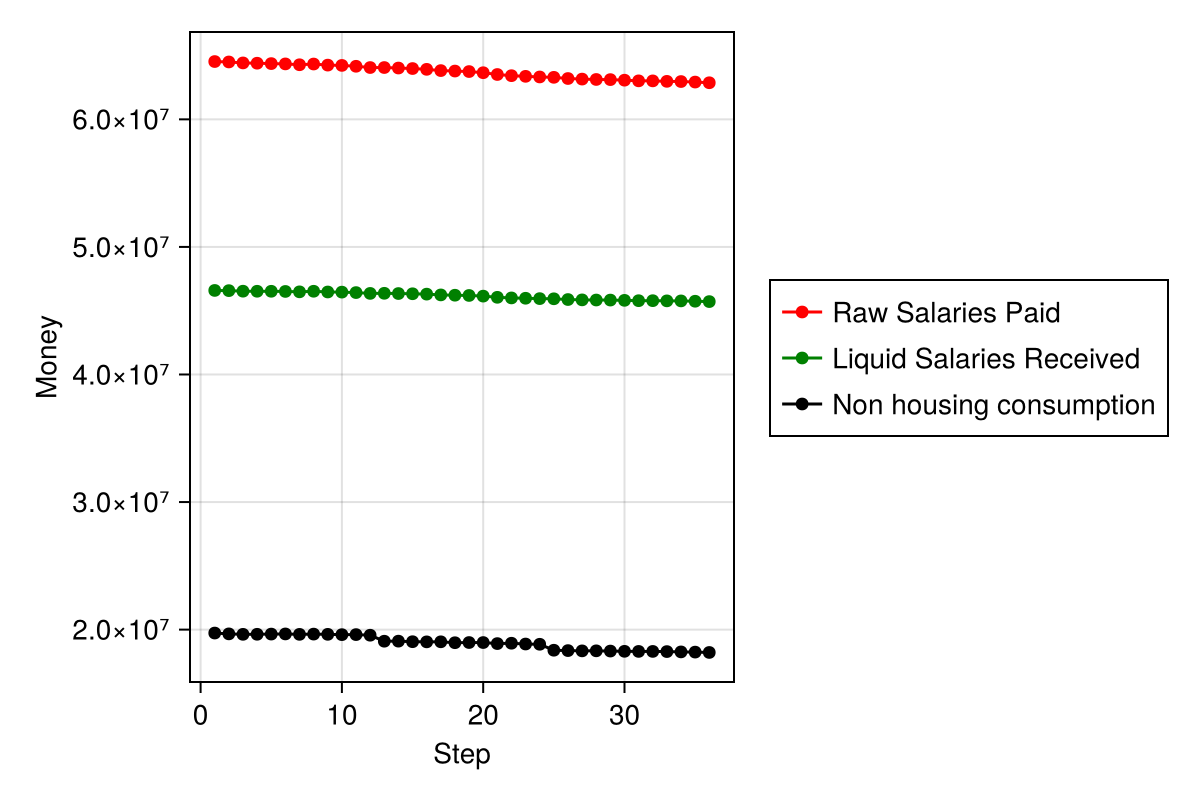 6.0×10⁷
5.0×10⁷
4.0×10⁷
3.0×10⁷
2.0×10⁷
Money
0 10 20 30
Step
Raw Salaries Paid
Liquid Salaries Received
Non housing consumption